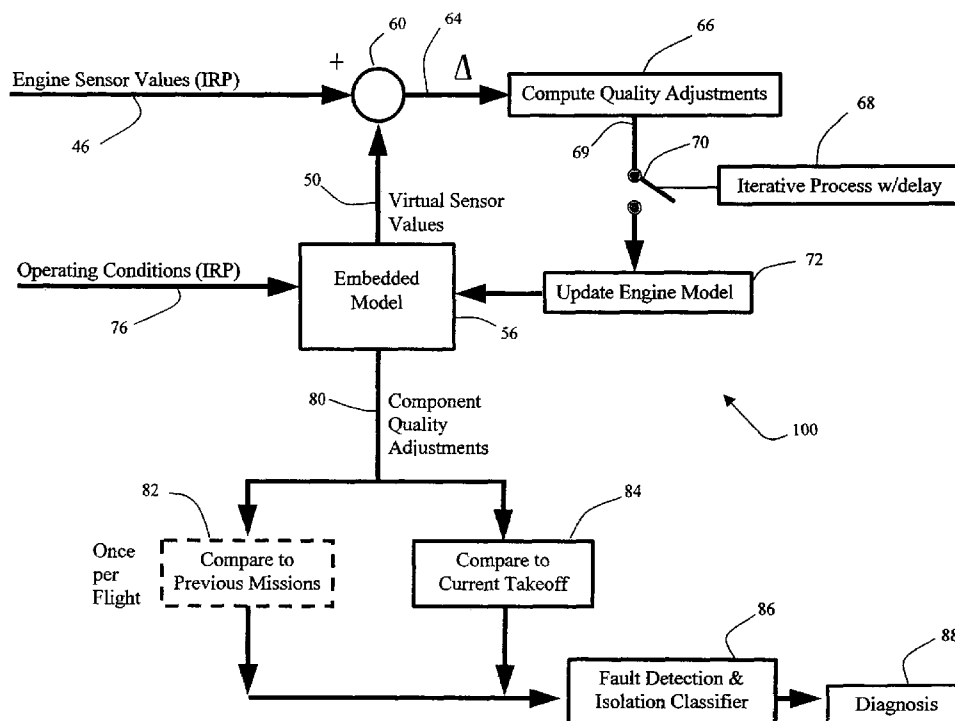 60
64
66
+
Δ
Engine Sensor Values (IRP)
Compute Quality Adjustments
46
68
69
70
Iterative Process w/delay
50
Virtual Sensor
Values
Operating Conditions (IRP)
72
Embedded
Model
Update Engine Model
76
56
80
Component
Quality
Adjustments
100
82
84
Once
per
Flight
Compare to
Previous Missions
Compare to
Current Takeoff
86
88
Fault Detection &
Isolation Classifier
Diagnosis